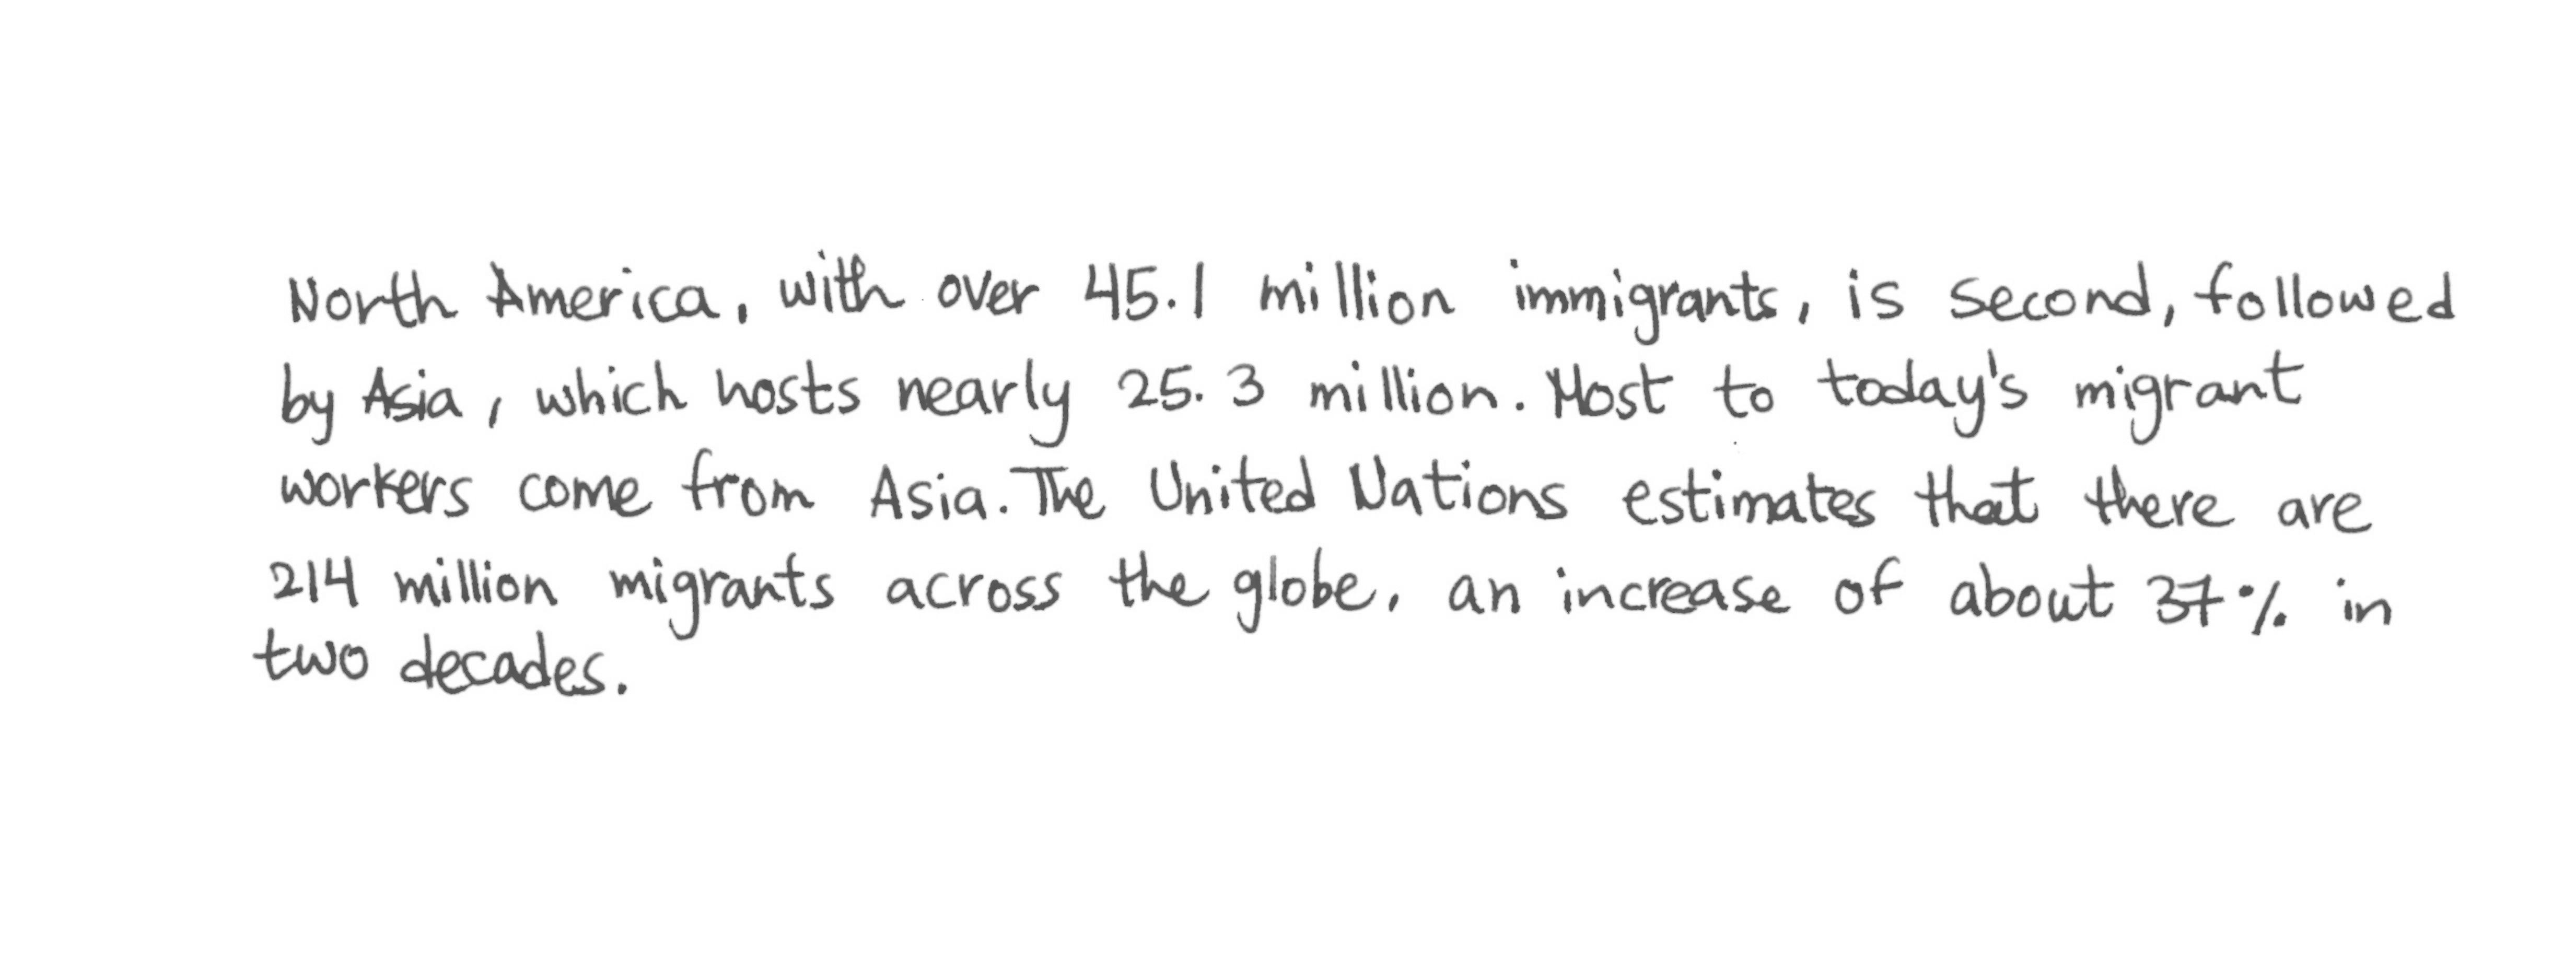 North America, with over 45.1 million immigrants, is second, followed
by Asia, which hosts nearly 25.3 million. Most to today's migrant
workers come from Asia. The United Nations estimates that there are
214 million migrants across the globe, an increase of about 37% in
two decades.